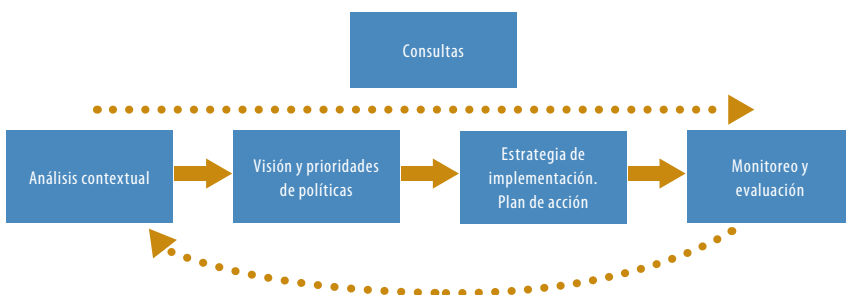 Consultas
Análisis contextual
Visión y prioridades
de políticas
Estrategia de
implementación.
Plan de acción
Monitoreo y
evaluación